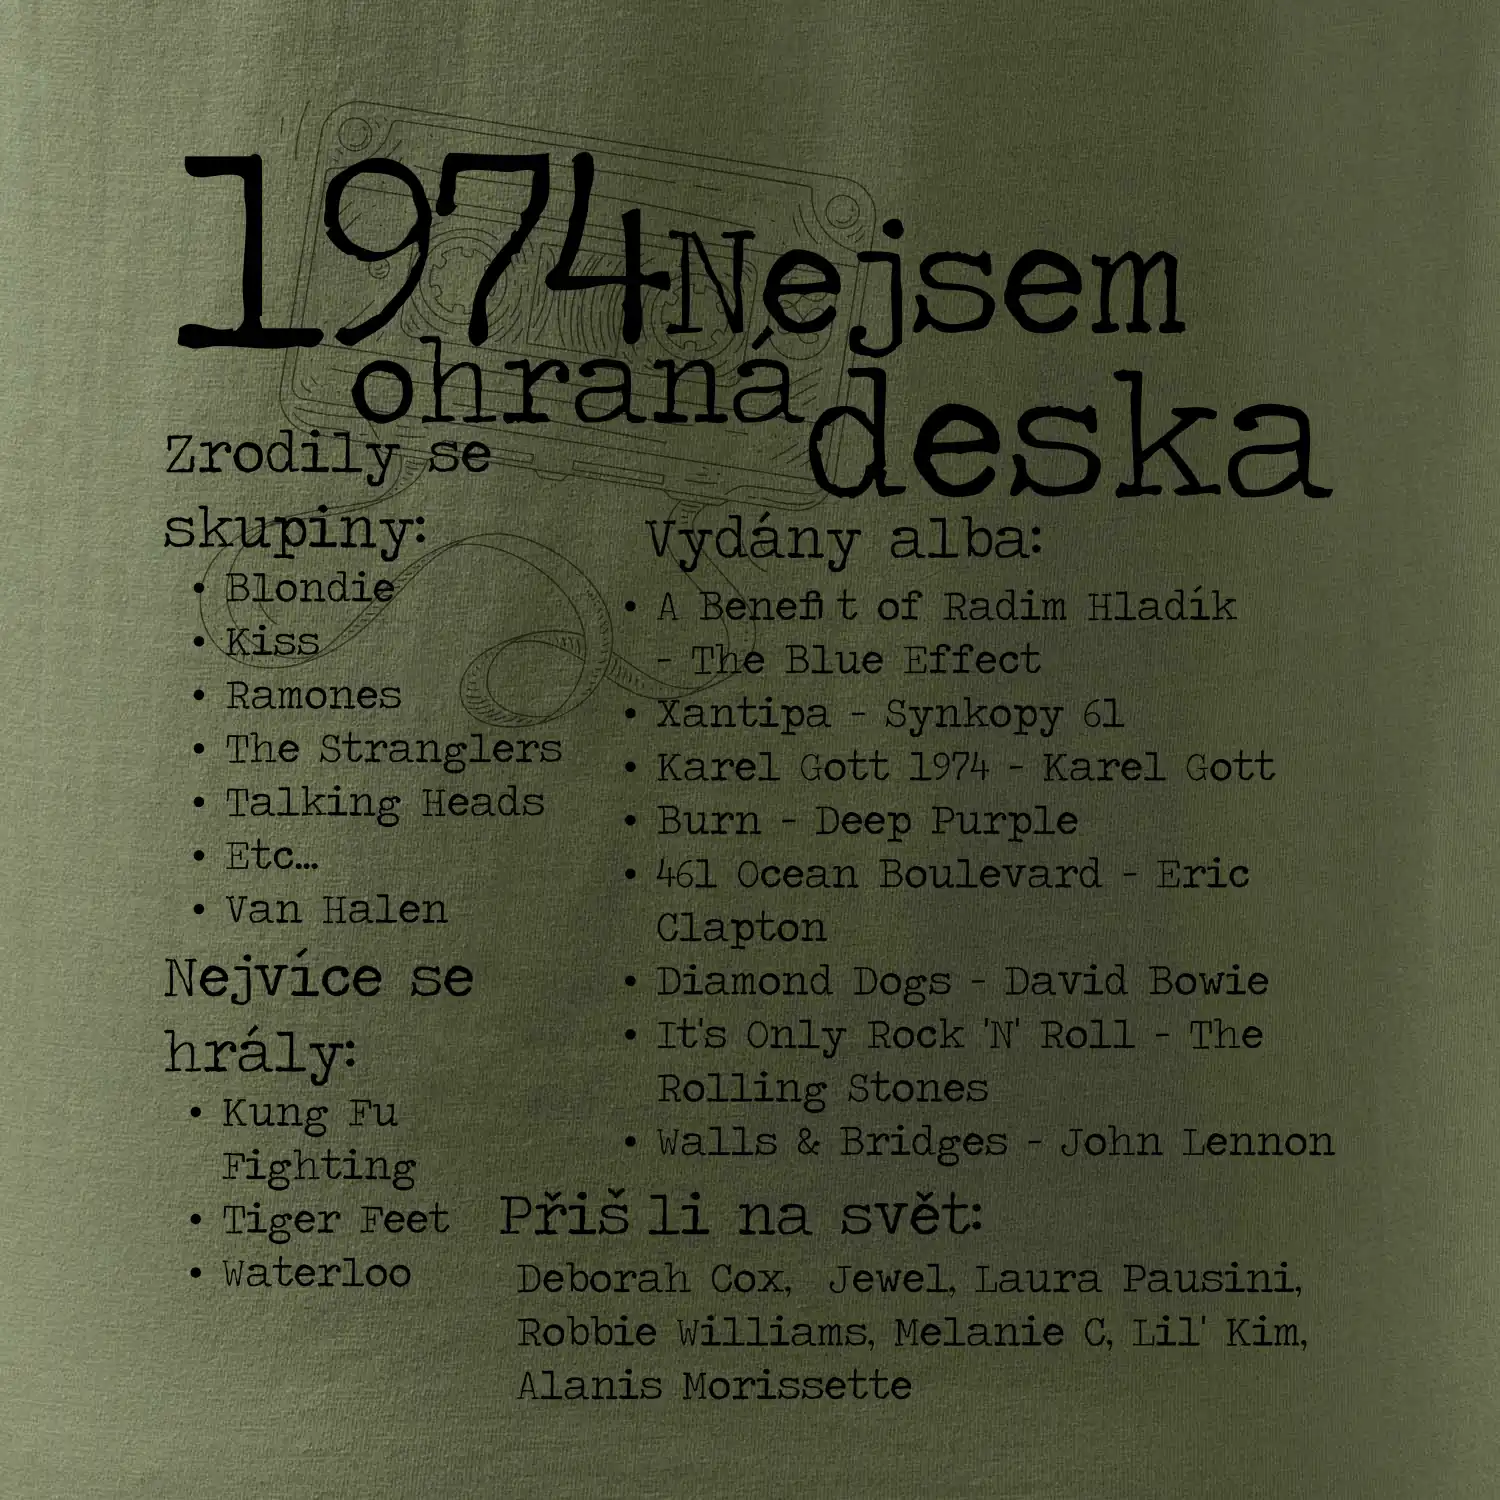 1974 Nejsem
ohraná deska
Zrodily se
skupiny:
• Blondie
• Kiss
• Ramones
• The Stranglers
• Talking Heads
• Etc...
• Van Halen
Nejvíce se
hrály:
• Kung Fu
Fighting
• Tiger Feet
• Waterloo
Vydány alba:
• A Benefi t of Radim Hladík
- The Blue Effect
• Xantipa - Synkopy 61
• Karel Gott 1974 - Karel Gott
• Burn - Deep Purple
• 461 Ocean Boulevard - Eric
Clapton
• Diamond Dogs - David Bowie
• It's Only Rock 'N' Roll - The
Rolling Stones
• Walls & Bridges - John Lennon
Přiš li na svět:
Deborah Cox, Jewel, Laura Pausini,
Robbie Williams, Melanie C, Lil' Kim,
Alanis Morissette